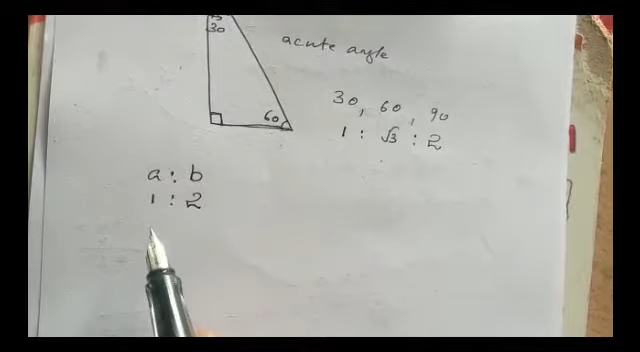 30
acute angle
60
30, 60, 90
1 : √3 : 2
a : b
1 : 2